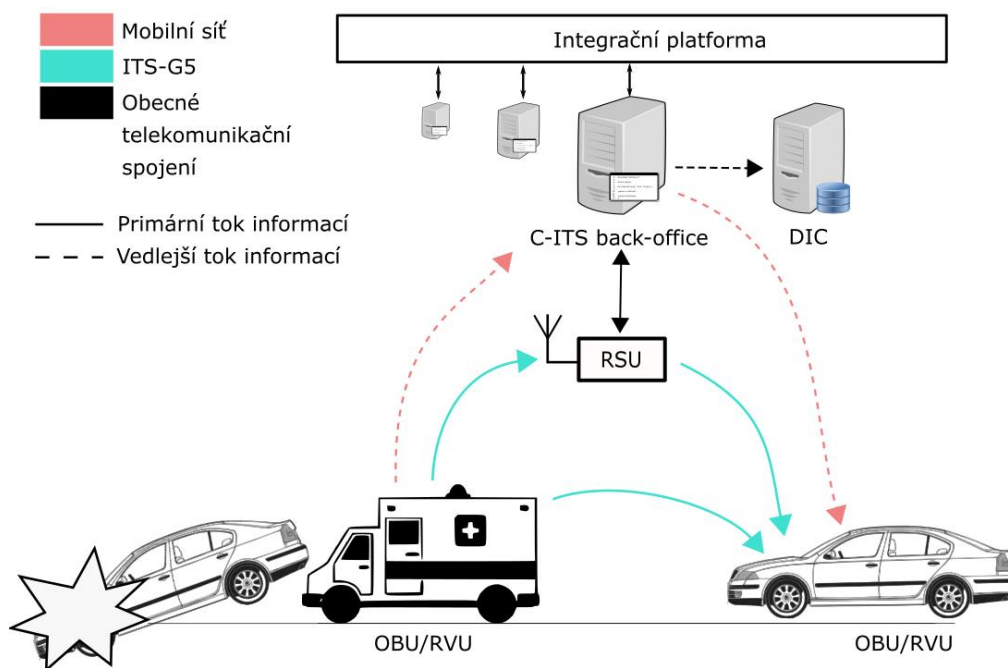 Mobilní síť
ITS-G5
Obecné
telekomunikační
spojení
Primární tok informací
Vedlejší tok informací
Integrační platforma
C-ITS back-office
DIC
RSU
OBU/RVU
OBU/RVU